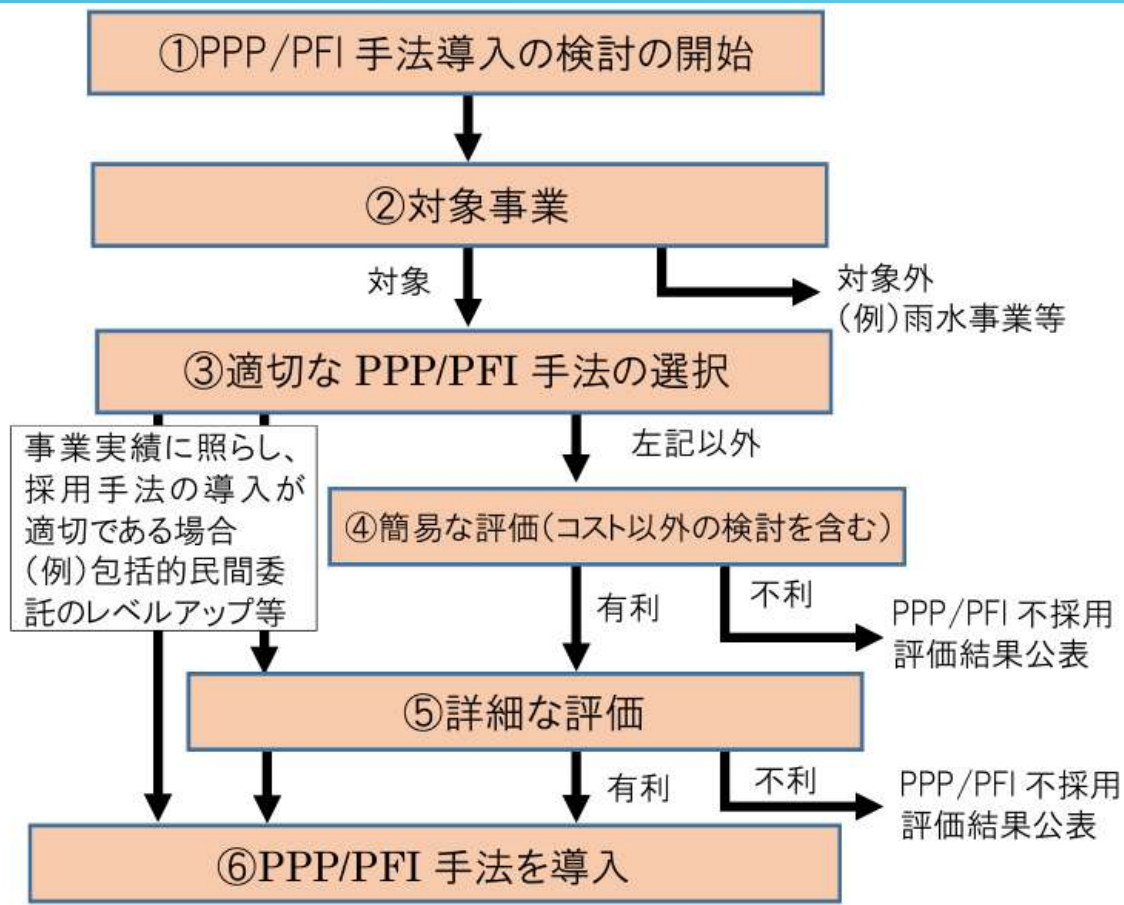 ①PPP/PFI 手法導入の検討の開始
②対象事業
対象
対象外
(例)雨水事業等
③適切な PPP/PFI 手法の選択
事業実績に照らし、
採用手法の導入が
適切である場合
(例)包括的民間委
託のレベルアップ等
左記以外
④簡易な評価(コスト以外の検討を含む)
有利
不利
PPP/PFI 不採用
評価結果公表
⑤詳細な評価
有利
不利
PPP/PFI 不採用
評価結果公表
⑥PPP/PFI 手法を導入